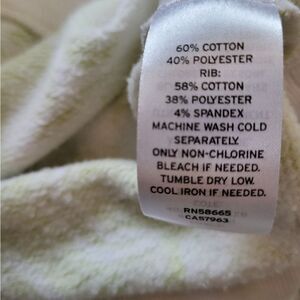 60% COTTON
40% POLYESTER
RIB:
58% COTTON
38% POLYESTER
4% SPANDEX
MACHINE WASH COLD
SEPARATELY.
ONLY NON-CHLORINE
BLEACH IF NEEDED.
TUMBLE DRY LOW.
COOL IRON IF NEEDED.
RN58665
CA57963